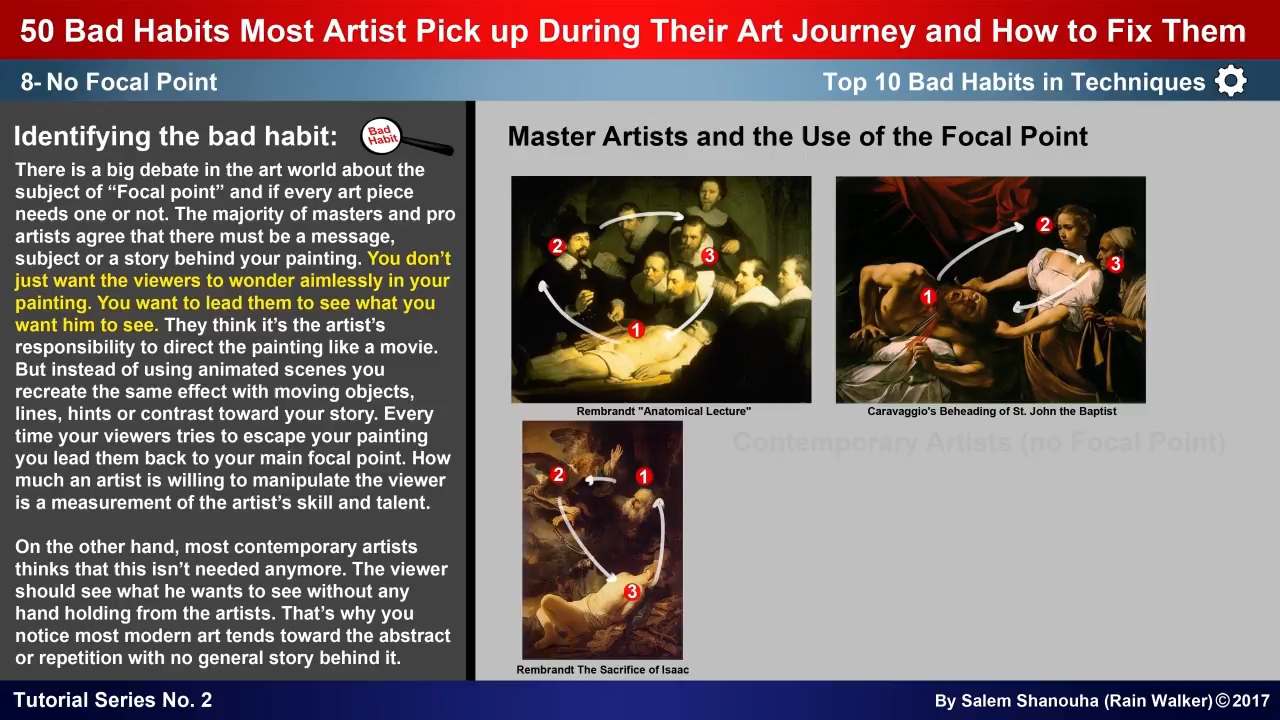 50 Bad Habits Most Artist Pick up During Their Art Journey and How to Fix Them
8- No Focal Point
Top 10 Bad Habits in Techniques
Identifying the bad habit:
Bad
Habit
There is a big debate in the art world about the
subject of “Focal point” and if every art piece
needs one or not. The majority of masters and pro
artists agree that there must be a message,
subject or a story behind your painting. You don’t
just want the viewers to wonder aimlessly in your
painting. You want to lead them to see what you
want him to see. They think it’s the artist’s
responsibility to direct the painting like a movie.
But instead of using animated scenes you
recreate the same effect with moving objects,
lines, hints or contrast toward your story. Every
time your viewers tries to escape your painting
you lead them back to your main focal point. How
much an artist is willing to manipulate the viewer
is a measurement of the artist’s skill and talent.
On the other hand, most contemporary artists
thinks that this isn’t needed anymore. The viewer
should see what he wants to see without any
hand holding from the artists. That’s why you
notice most modern art tends toward the abstract
or repetition with no general story behind it.
Master Artists and the Use of the Focal Point
2
3
1
Rembrandt "Anatomical Lecture"
2
3
1
Caravaggio's Beheading of St. John the Baptist
Contemporary Artists (no Focal Point)
2
1
3
Rembrandt The Sacrifice of Isaac
Tutorial Series No. 2
By Salem Shanouha (Rain Walker)©2017